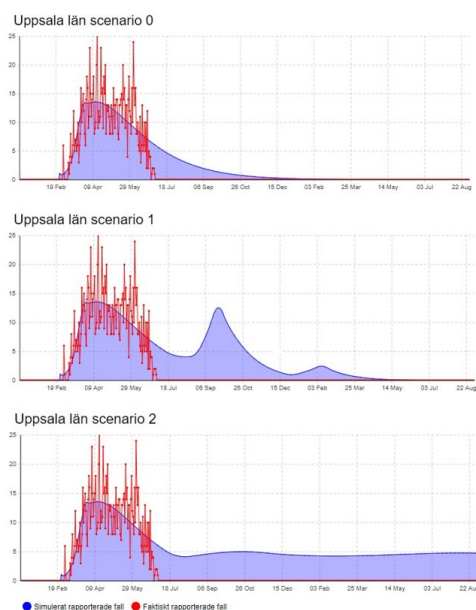 Uppsala län scenario 0
25
20
15
10
5
0
19 Feb 09 Apr 29 May 18 Jul 06 Sep 26 Oct 15 Dec 03 Feb 25 Mar 14 May 03 Jul 22 Aug
Uppsala län scenario 1
25
20
15
10
5
0
19 Feb 09 Apr 29 May 18 Jul 06 Sep 26 Oct 15 Dec 03 Feb 25 Mar 14 May 03 Jul 22 Aug
Uppsala län scenario 2
25
20
15
10
5
0
19 Feb 09 Apr 29 May 18 Jul 06 Sep 26 Oct 15 Dec 03 Feb 25 Mar 14 May 03 Jul 22 Aug
Simulerat rapporterade fall Faktiskt rapporterade fall